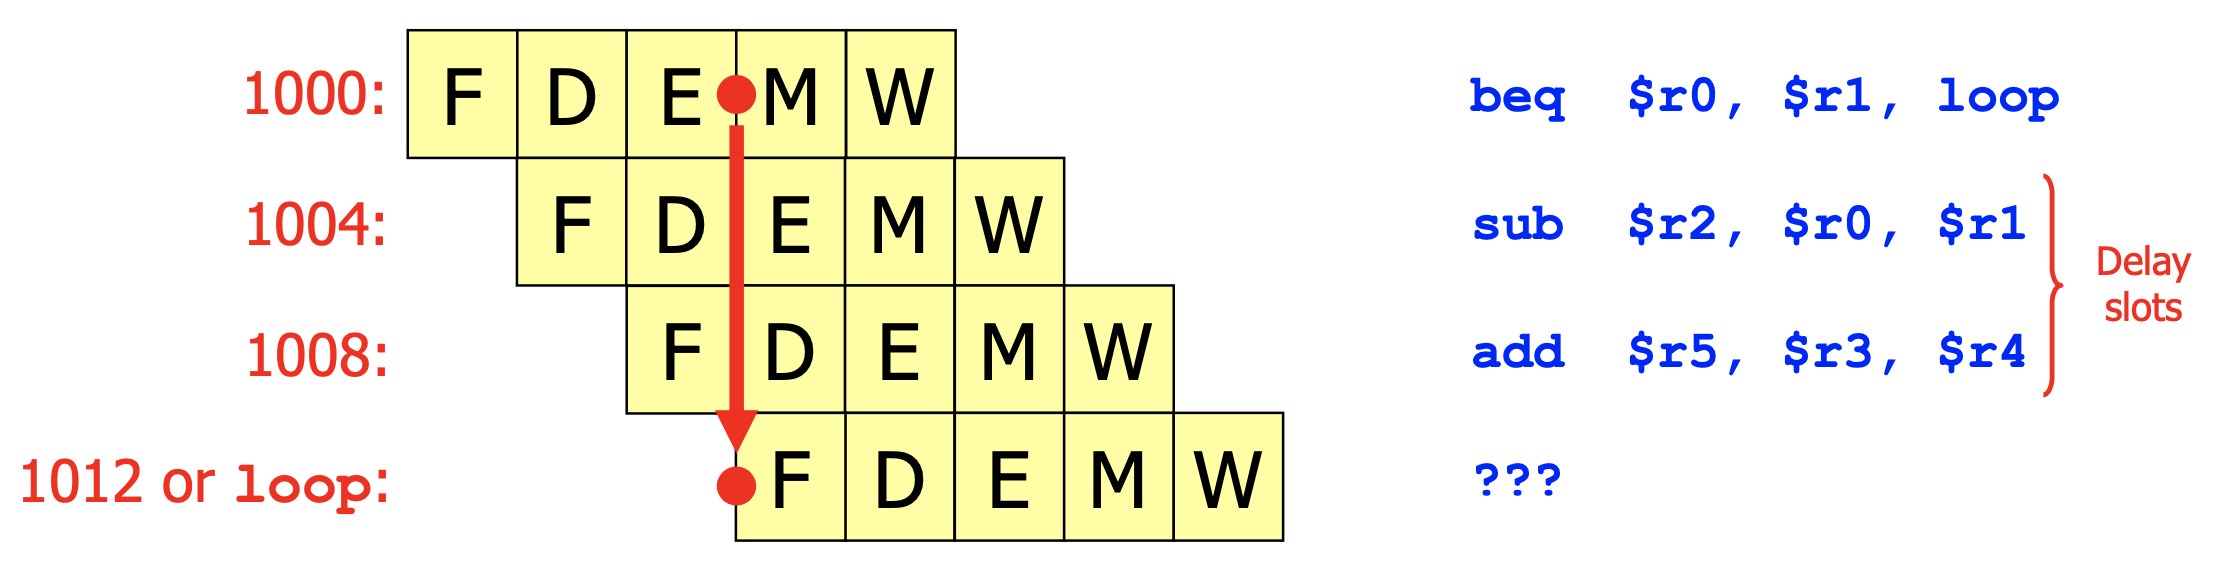 1000: F D E M W beq $r0, $r1, loop
1004: F D E M W sub $r2, $r0, $r1
Delay
slots
1008: F D E M W add $r5, $r3, $r4
1012 or loop: F D E M W ???